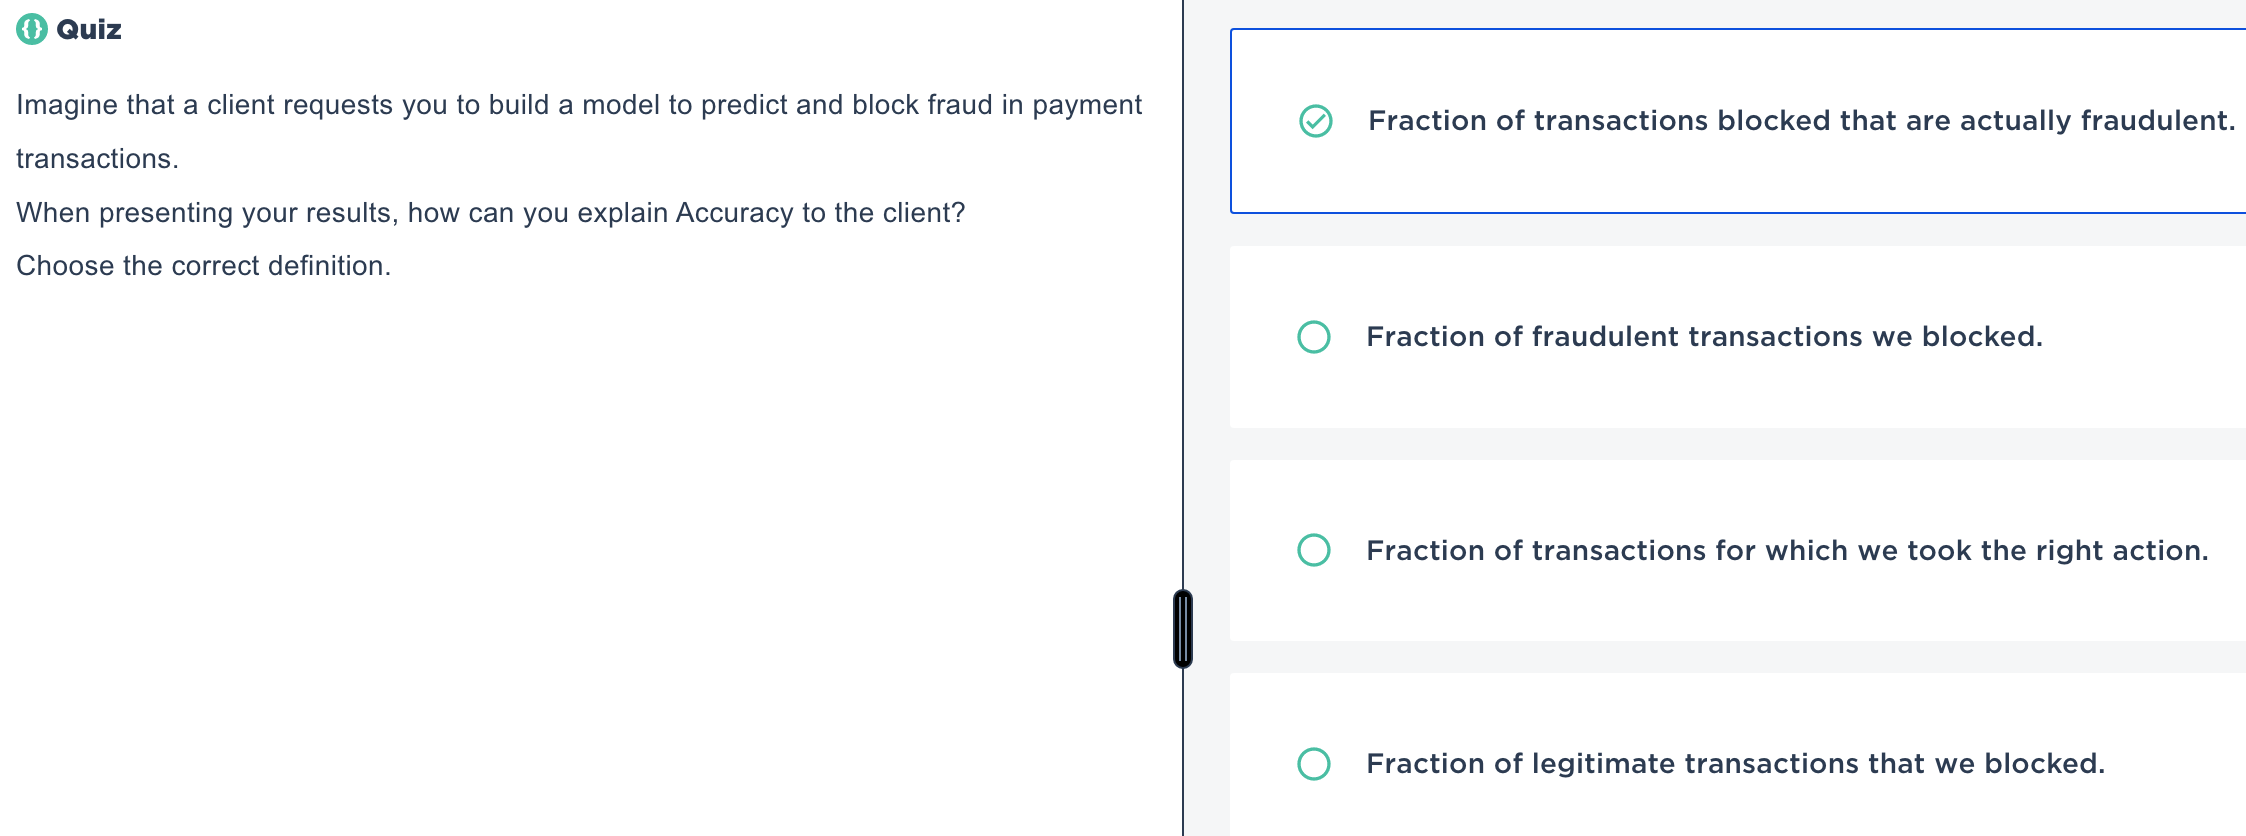 Quiz
Imagine that a client requests you to build a model to predict and block fraud in payment
transactions.
When presenting your results, how can you explain Accuracy to the client?
Choose the correct definition.
Fraction of transactions blocked that are actually fraudulent.
Fraction of fraudulent transactions we blocked.
Fraction of transactions for which we took the right action.
Fraction of legitimate transactions that we blocked.